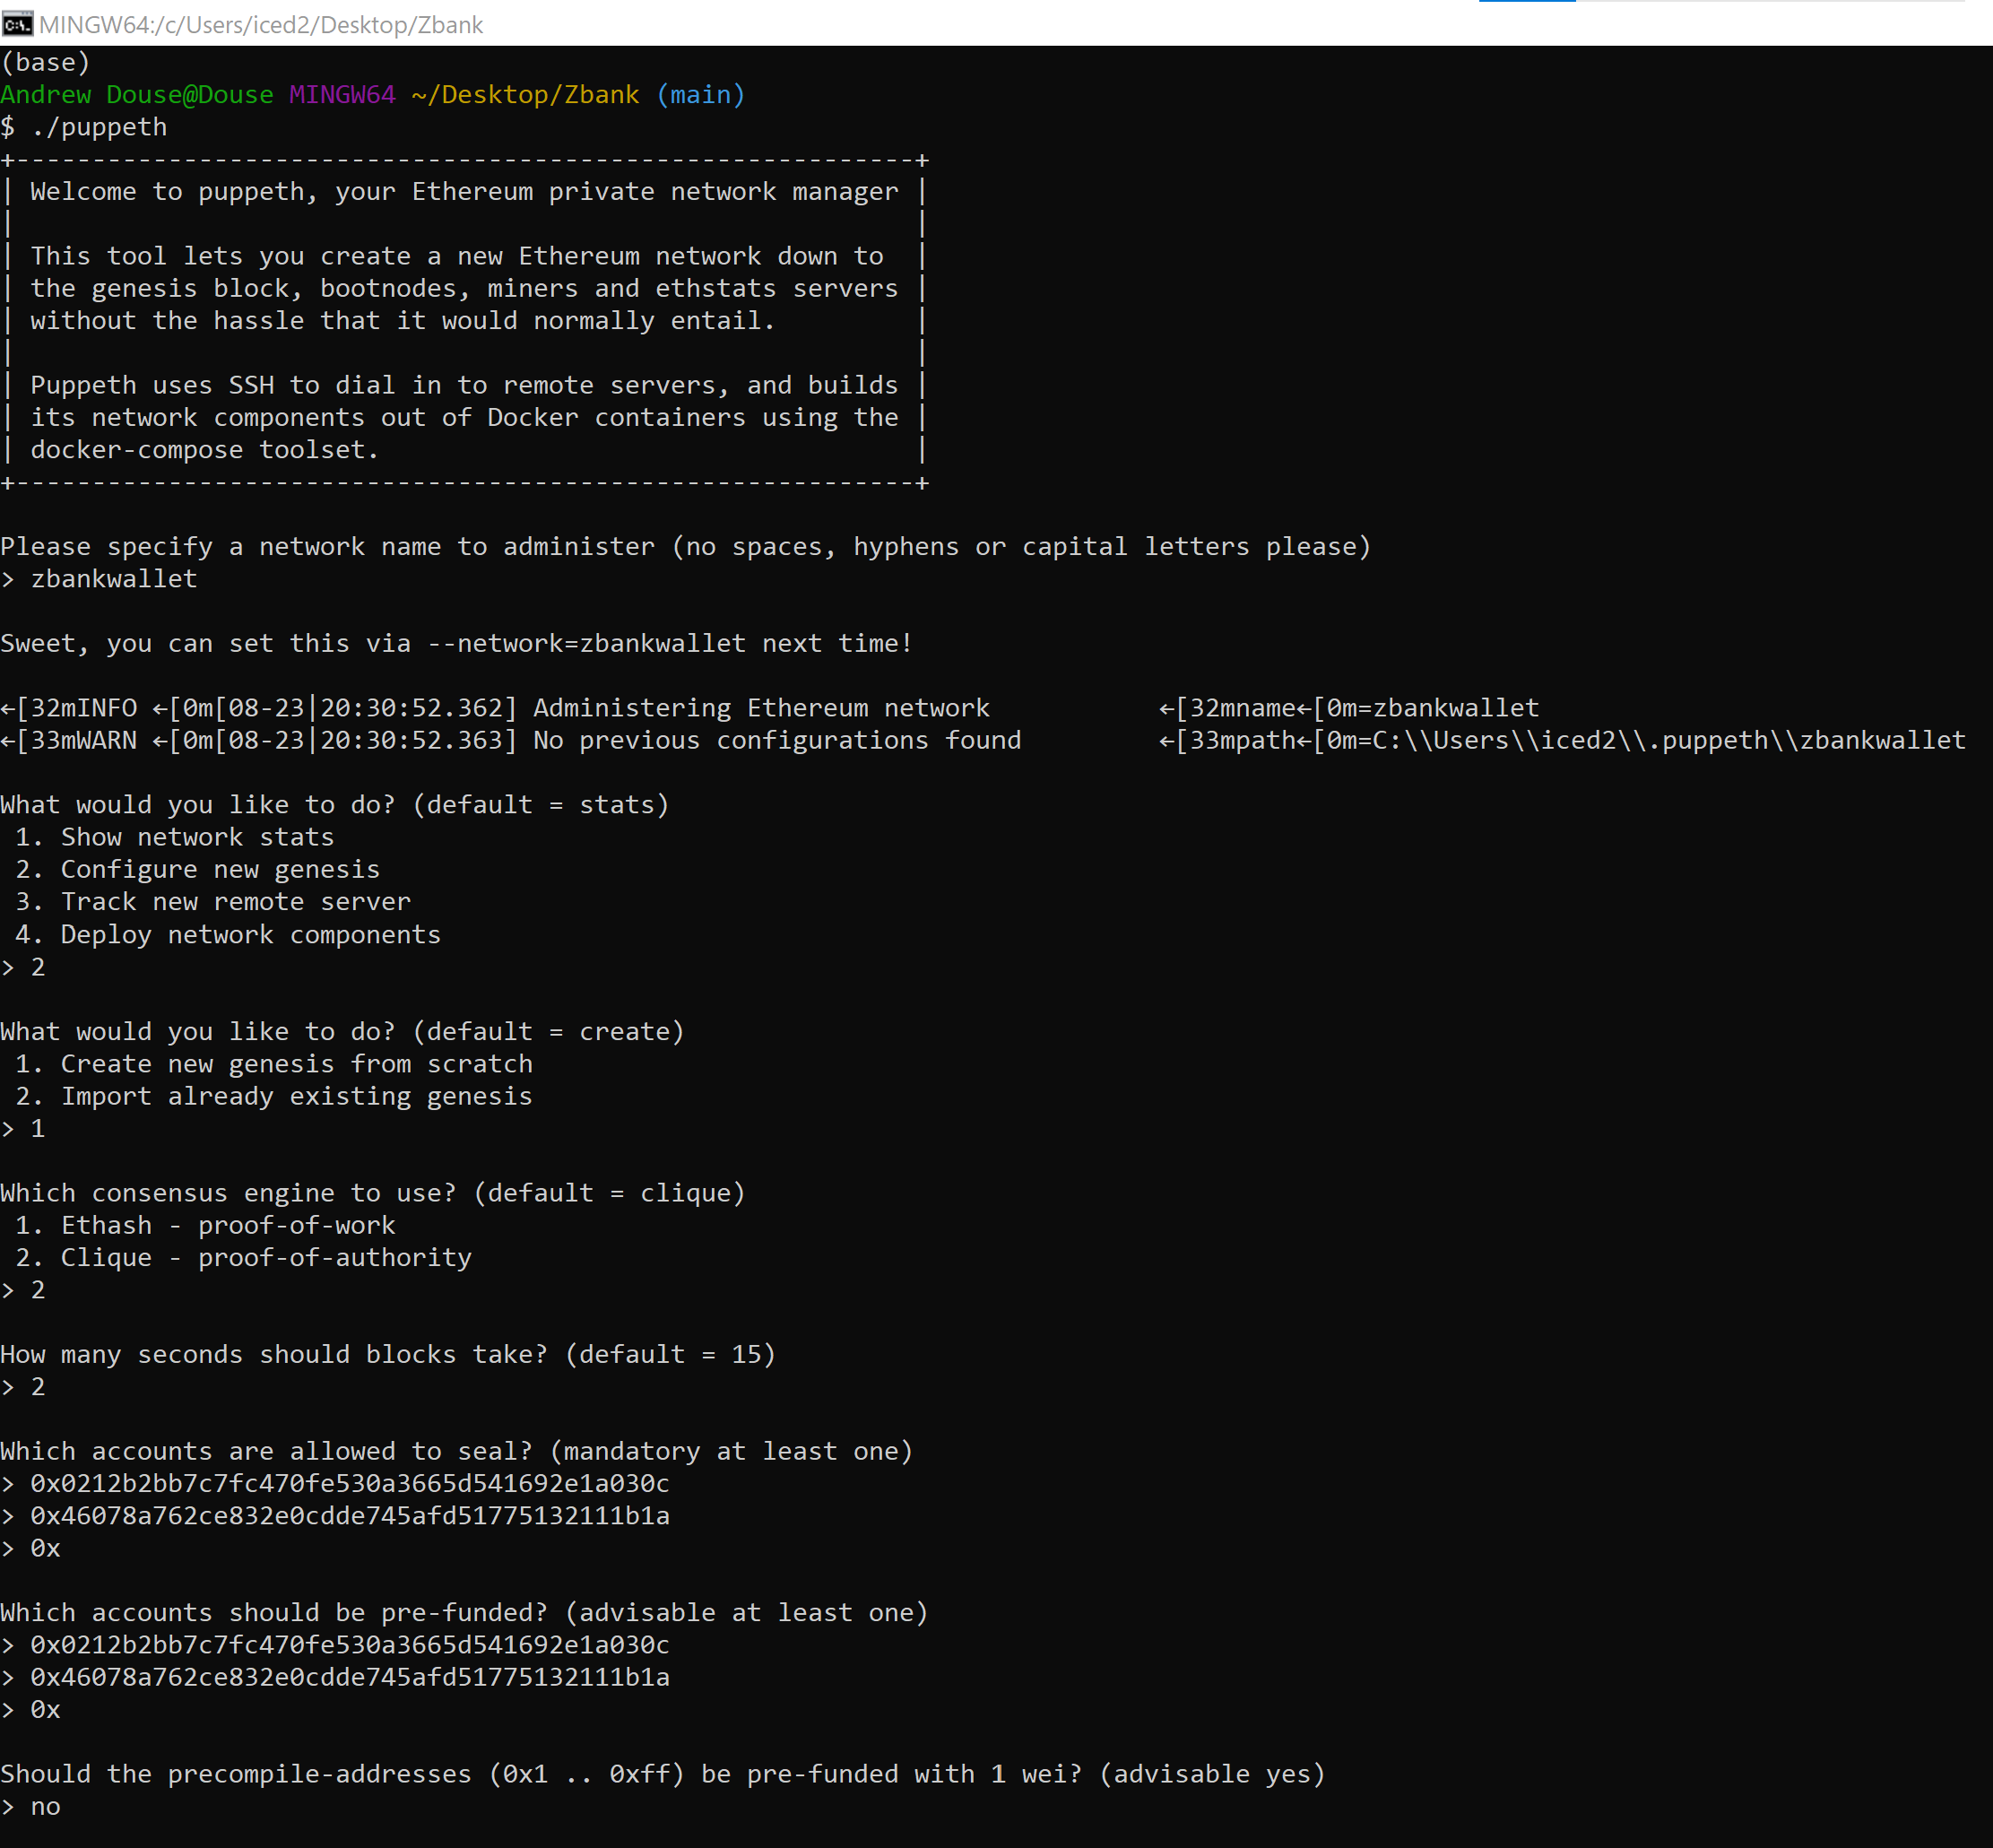 MINGW64:/c/Users/iced2/Desktop/Zbank
(base)
Andrew Douse@Douse MINGW64 ~/Desktop/Zbank (main)
$ ./puppeth
+-----------------------------------------------------------+
| Welcome to puppeth, your Ethereum private network manager |
|                                                           |
| This tool lets you create a new Ethereum network down to  |
| the genesis block, bootnodes, miners and ethstats servers |
| without the hassle that it would normally entail.         |
|                                                           |
| Puppeth uses SSH to dial in to remote servers, and builds |
| its network components out of Docker containers using the |
| docker-compose toolset.                                   |
+-----------------------------------------------------------+
Please specify a network name to administer (no spaces, hyphens or capital letters please)
> zbankwallet
Sweet, you can set this via --network=zbankwallet next time!
←[32mINFO ←[0m[08-23|20:30:52.362] Administering Ethereum network           ←[32mname←[0m=zbankwallet
←[33mWARN ←[0m[08-23|20:30:52.363] No previous configurations found         ←[33mpath←[0m=C:\\Users\\iced2\\.puppeth\\zbankwallet
What would you like to do? (default = stats)
1. Show network stats
2. Configure new genesis
3. Track new remote server
4. Deploy network components
> 2
What would you like to do? (default = create)
1. Create new genesis from scratch
2. Import already existing genesis
> 1
Which consensus engine to use? (default = clique)
1. Ethash - proof-of-work
2. Clique - proof-of-authority
> 2
How many seconds should blocks take? (default = 15)
> 2
Which accounts are allowed to seal? (mandatory at least one)
> 0x0212b2bb7c7fc470fe530a3665d541692e1a030c
> 0x46078a762ce832e0cdde745afd51775132111b1a
> 0x
Which accounts should be pre-funded? (advisable at least one)
> 0x0212b2bb7c7fc470fe530a3665d541692e1a030c
> 0x46078a762ce832e0cdde745afd51775132111b1a
> 0x
Should the precompile-addresses (0x1 .. 0xff) be pre-funded with 1 wei? (advisable yes)
> no